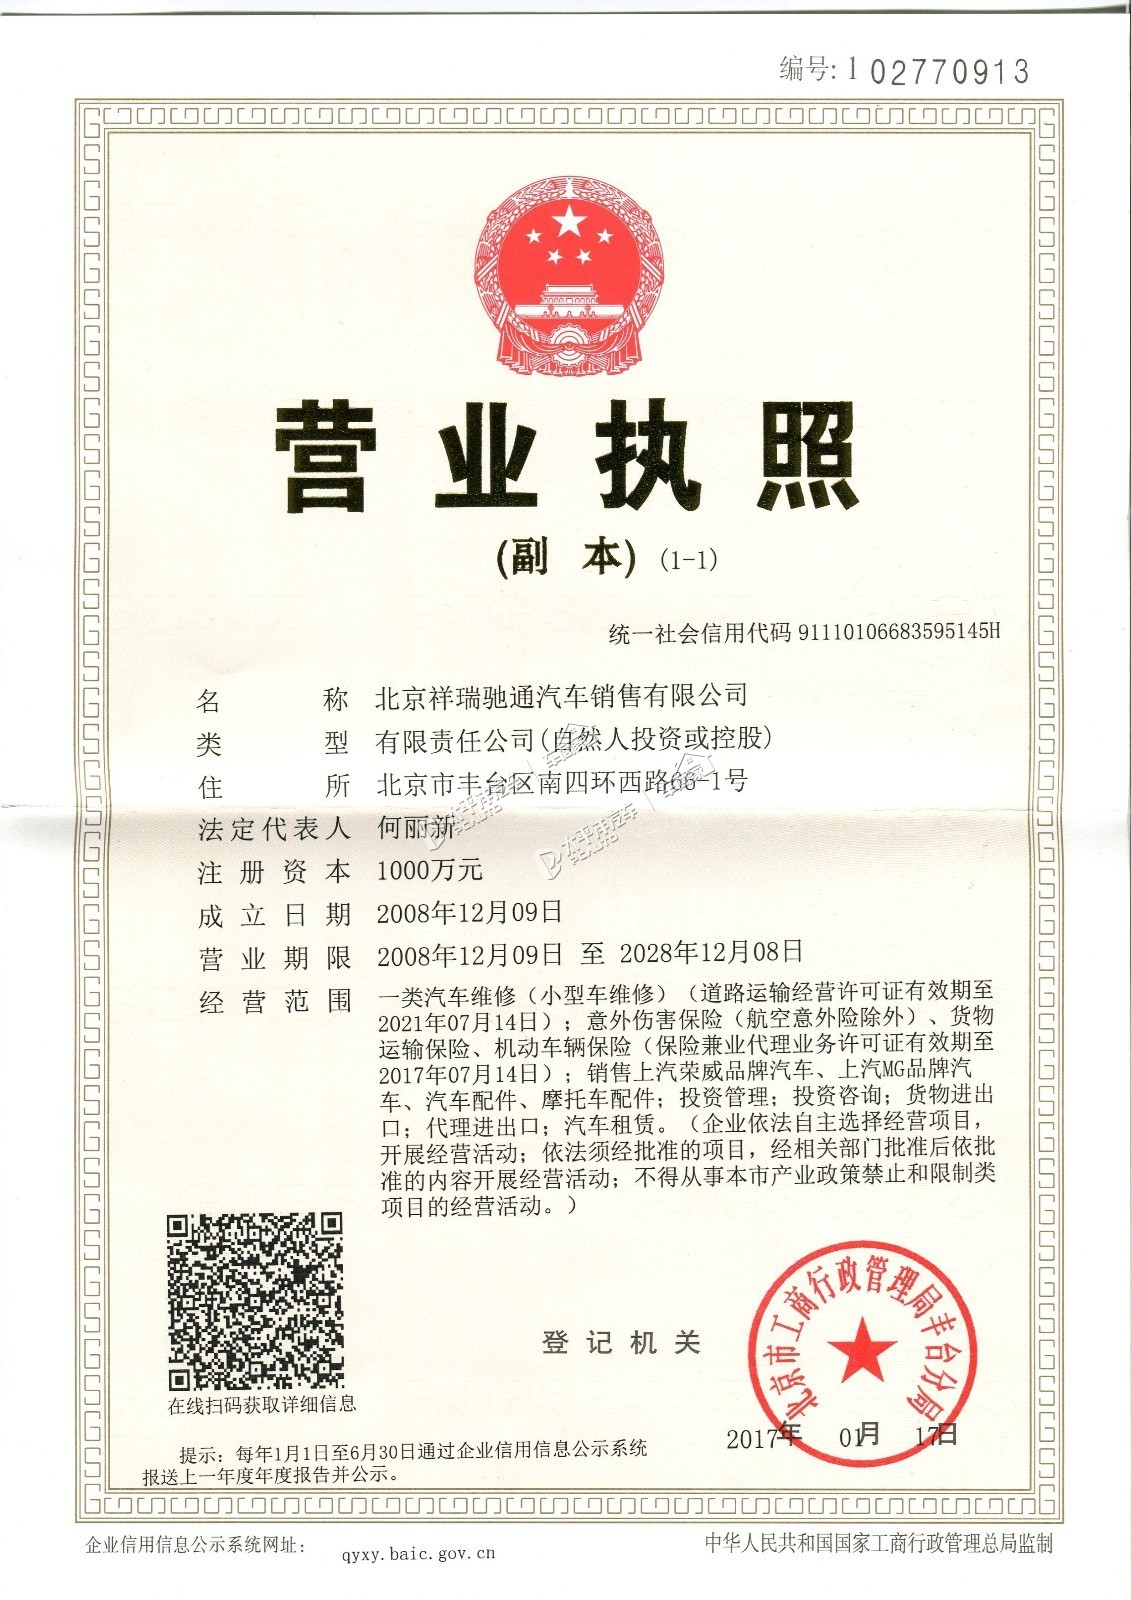 编号: 1 02770913
营业执照
(副 本) (1-1)
统一社会信用代码 91110106683595145H
名 称 北京祥瑞驰通汽车销售有限公司
类 型 有限责任公司(自然人投资或控股)
住 所 北京市丰台区南四环西路66-1号
法定代表人 何丽新
注册资本 1000万元
成立日期 2008年12月09日
营业期限 2008年12月09日 至 2028年12月08日
经营范围 一类汽车维修（小型车维修）（道路运输经营许可证有效期至
2021年07月14日）；意外伤害保险（航空意外险除外）、货物
运输保险、机动车辆保险（保险兼业代理业务许可证有效期至
2017年07月14日）；销售上汽荣威品牌汽车、上汽MG品牌汽
车、汽车配件、摩托车配件；投资管理；投资咨询；货物进出
口；代理进出口；汽车租赁。（企业依法自主选择经营项目，
开展经营活动；依法须经批准的项目，经相关部门批准后依批
准的内容开展经营活动；不得从事本市产业政策禁止和限制类
项目的经营活动。）
太平洋汽车
PCAUTO
太平洋汽车
PCAUTO
在线扫码获取详细信息
登记机关
北京市工商行政管理局丰台分局
2017年 01月 17日
提示：每年1月1日至6月30日通过企业信用信息公示系统
报送上一年度年度报告并公示。
企业信用信息公示系统网址： qyxy.baic.gov.cn
中华人民共和国国家工商行政管理总局监制